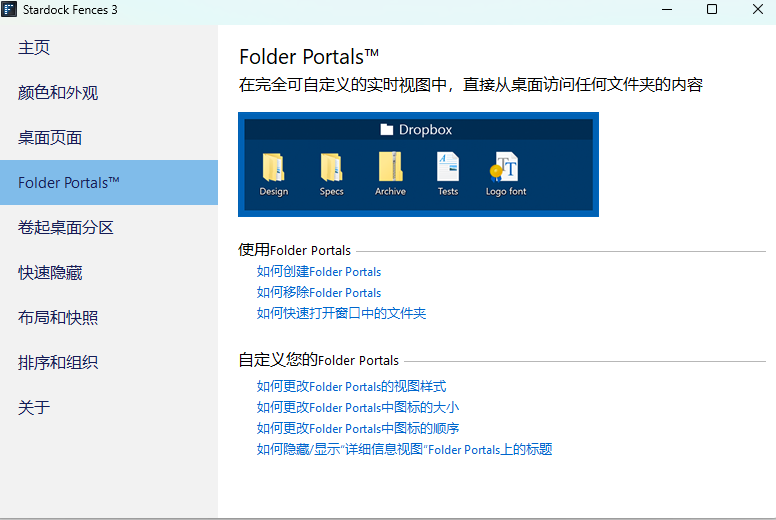 Stardock Fences 3
主页
颜色和外观
桌面页面
Folder Portals™
卷起桌面分区
快速隐藏
布局和快照
排序和组织
关于
Folder Portals™
在完全可自定义的实时视图中，直接从桌面访问任何文件夹的内容
Dropbox
Design Specs Archive Tests Logo font
使用Folder Portals
如何创建Folder Portals
如何移除Folder Portals
如何快速打开窗口中的文件夹
自定义您的Folder Portals
如何更改Folder Portals的视图样式
如何更改Folder Portals中图标的大小
如何更改Folder Portals中图标的顺序
如何隐藏/显示"详细信息视图"Folder Portals上的标题